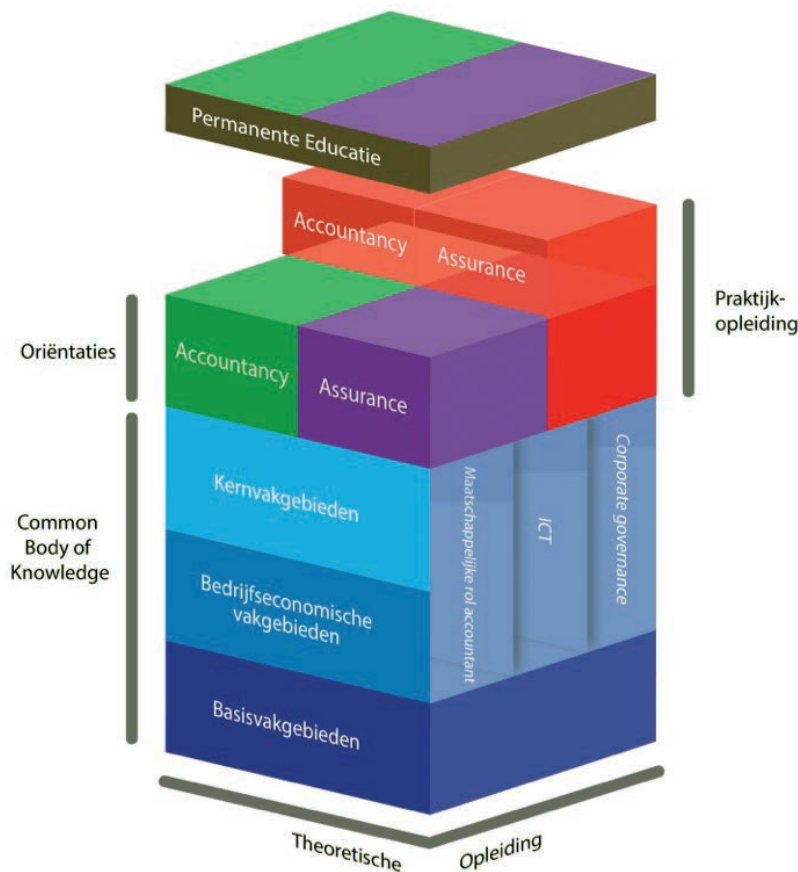 Permanente Educatie
Accountancy
Assurance
Praktijk-
opleiding
Oriëntaties
Accountancy
Assurance
Common
Body of
Knowledge
Kernvakgebieden
Bedrijfseconomische
vakgebieden
Basisvakgebieden
Maatschappelijke rol accountant
ICT
Corporate governance
Theoretische
Opleiding